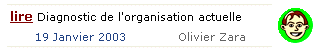 lire Diagnostic de l'organisation actuelle
19 Janvier 2003 Olivier Zara